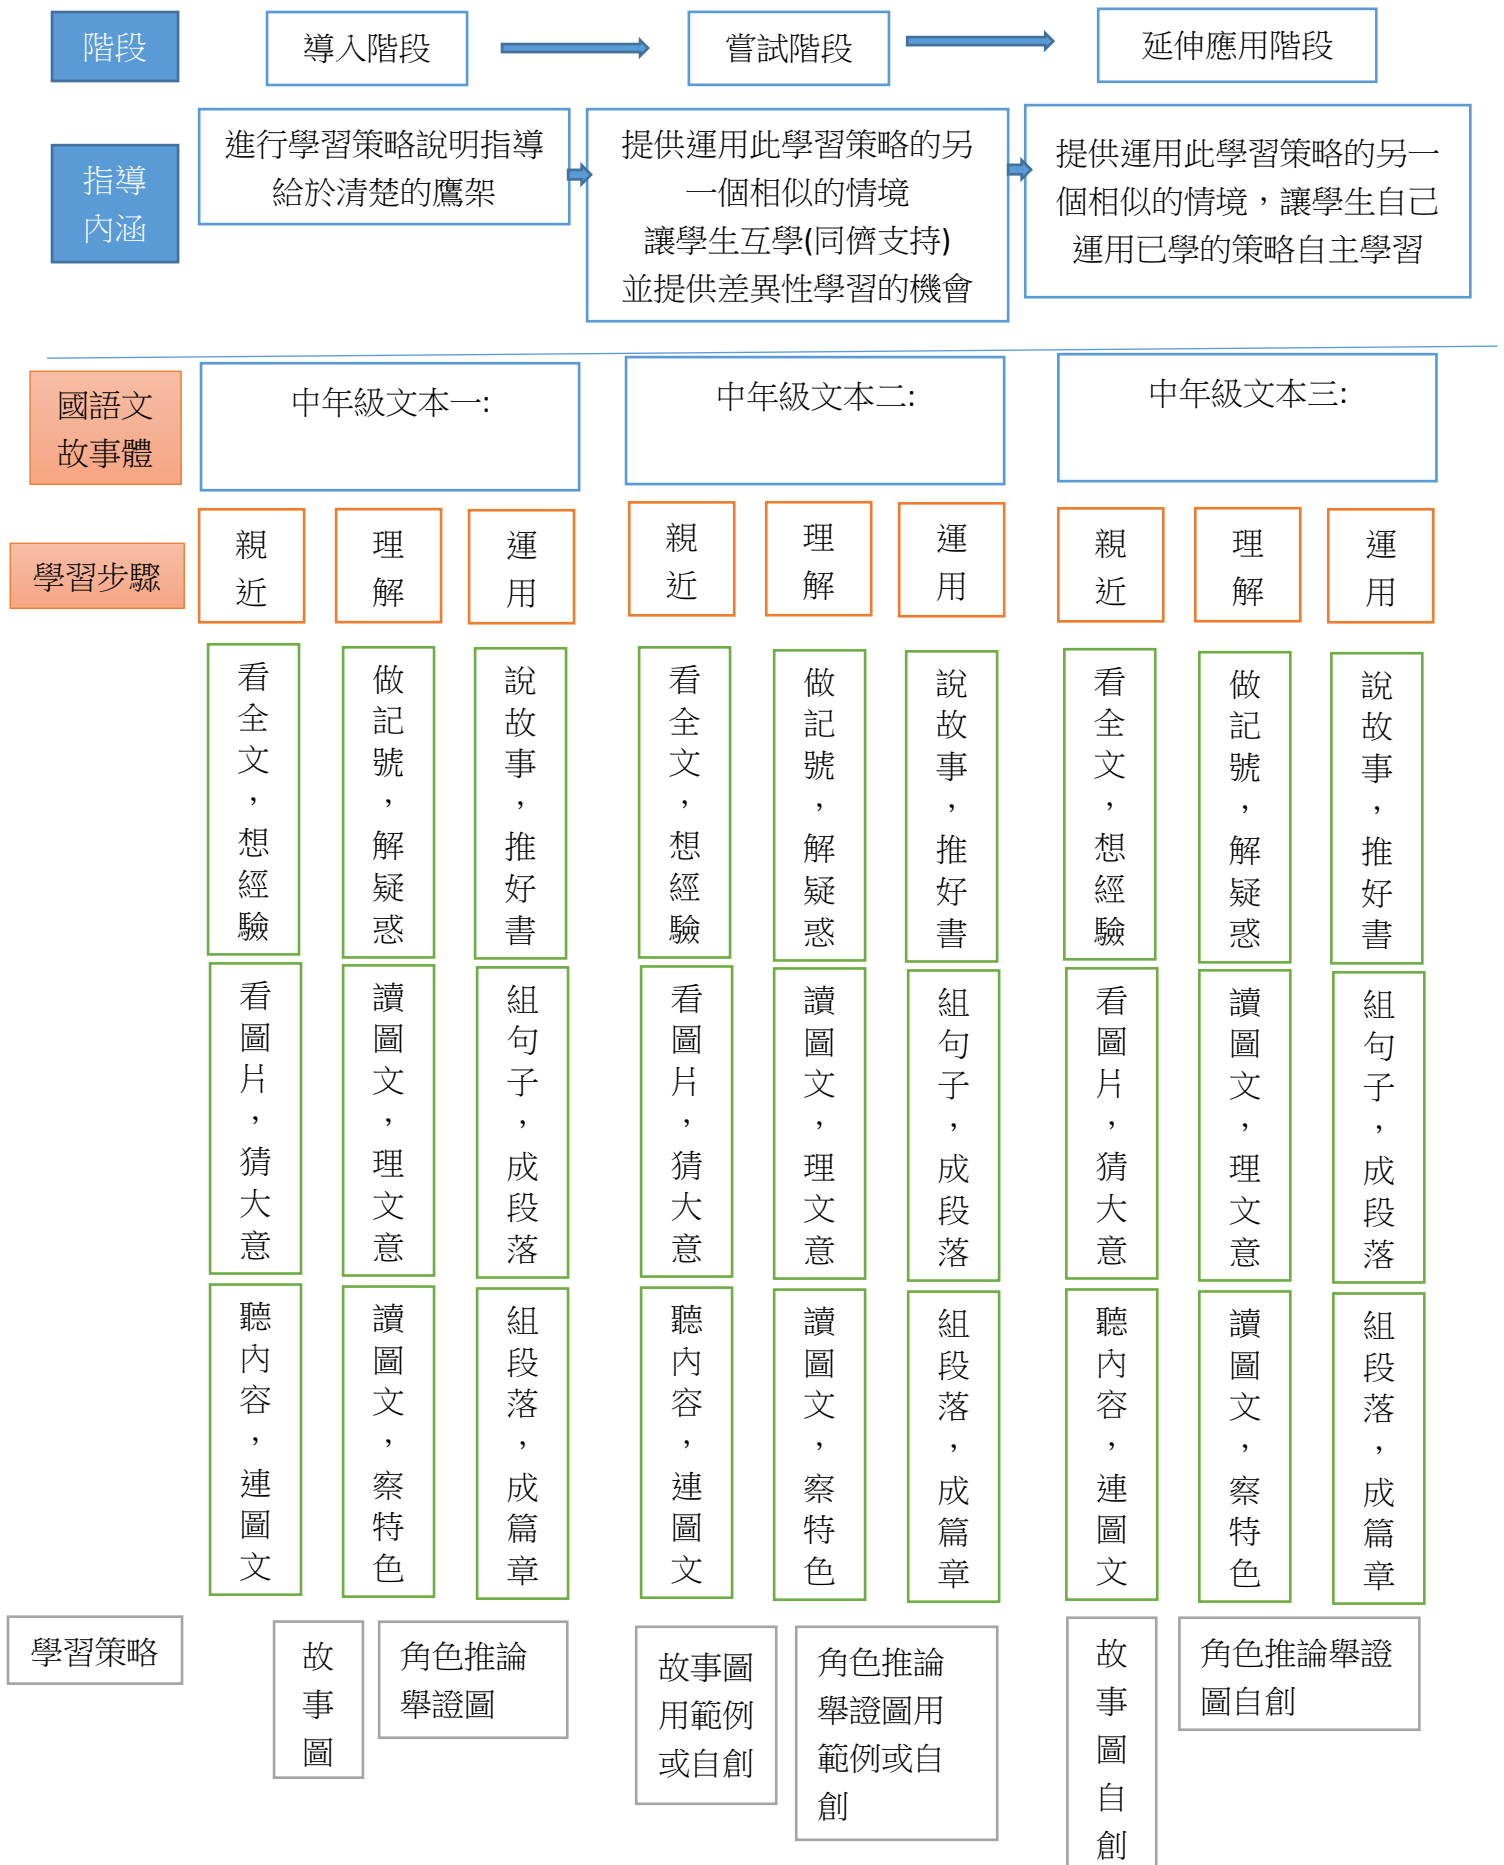 階段
導入階段
嘗試階段
延伸應用階段
指導
內涵
進行學習策略說明指導
給於清楚的鷹架
提供運用此學習策略的另
一個相似的情境
讓學生互學(同儕支持)
並提供差異性學習的機會
提供運用此學習策略的另一
個相似的情境，讓學生自己
運用已學的策略自主學習
國語文
故事體
中年級文本一:
中年級文本二:
中年級文本三:
學習步驟
親近
理解
運用
親近
理解
運用
親近
理解
運用
看全文，想經驗
做記號，解疑惑
說故事，推好書
看全文，想經驗
做記號，解疑惑
說故事，推好書
看全文，想經驗
做記號，解疑惑
說故事，推好書
看圖片，猜大意
讀圖文，理文意
組句子，成段落
看圖片，猜大意
讀圖文，理文意
組句子，成段落
看圖片，猜大意
讀圖文，理文意
組句子，成段落
聽內容，連圖文
讀圖文，察特色
組段落，成篇章
聽內容，連圖文
讀圖文，察特色
組段落，成篇章
聽內容，連圖文
讀圖文，察特色
組段落，成篇章
學習策略
故事圖
角色推論
舉證圖
故事圖
用範例
或自創
角色推論
舉證圖用
範例或自
創
故事圖自創
角色推論舉證
圖自創